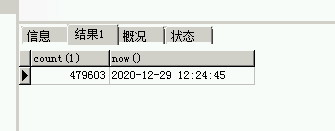 信息 结果1 概况 状态
count(1) now()
479603 2020-12-29 12:24:45